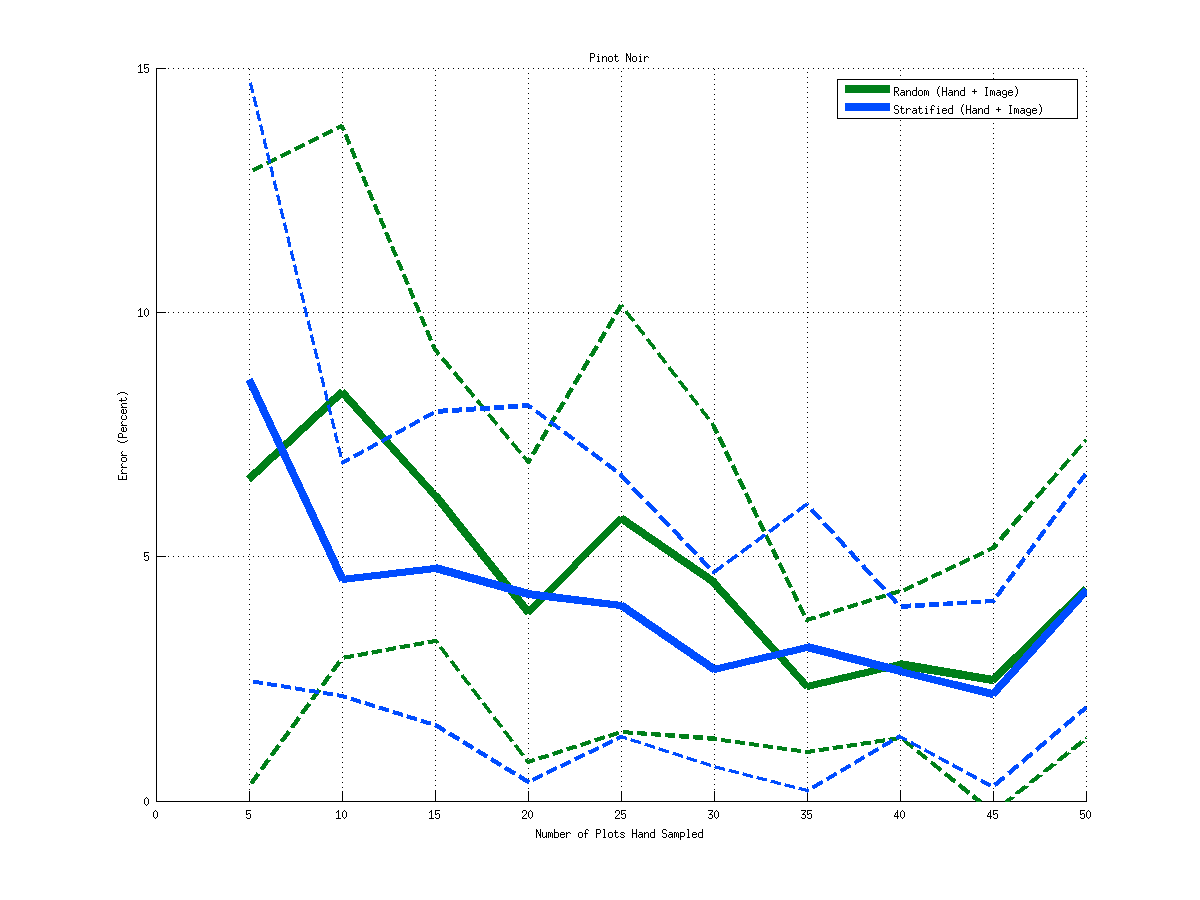 Pinot Noir
15
Random (Hand + Image)
Stratified (Hand + Image)
10
Error (Percent)
5
0
0 5 10 15 20 25 30 35 40 45 50
Number of Plots Hand Sampled